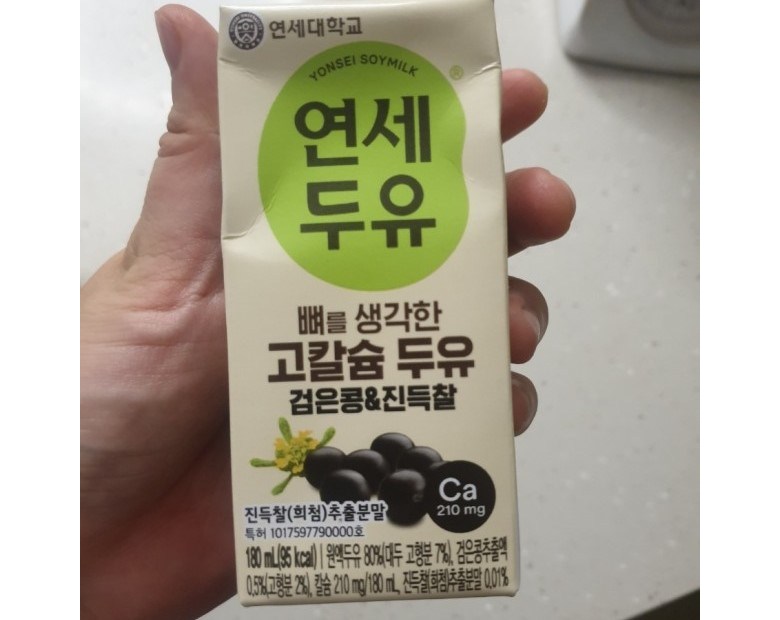 연세대학교
YONSEI SOYMILK
®
연세
두유
뼈를 생각한
고칼슘 두유
검은콩&진득찰
Ca
210 mg
진득찰(희첨)추출분말
특허 1017597790000호
180 mL(95 kcal) | 원액두유 80%(대두 고형분 7%), 검은콩추출액
0.5%(고형분 2%), 칼슘 210 mg/180 mL, 진득찰(희첨)추출분말 0.01%